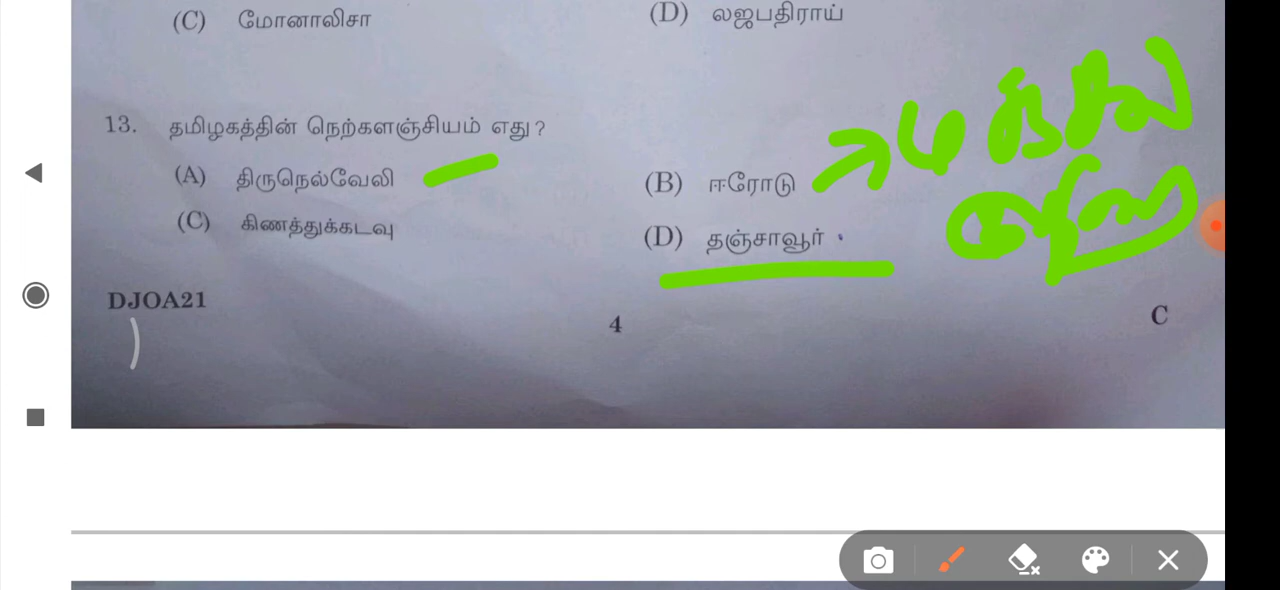 (C) மோனாலிசா
(D) லஜபதிராய்
13. தமிழகத்தின் நெற்களஞ்சியம் எது ?
(A) திருநெல்வேலி
(B) ஈரோடு
(C) கிணத்துக்கடவு
(D) தஞ்சாவூர்
DJOA21
4
C